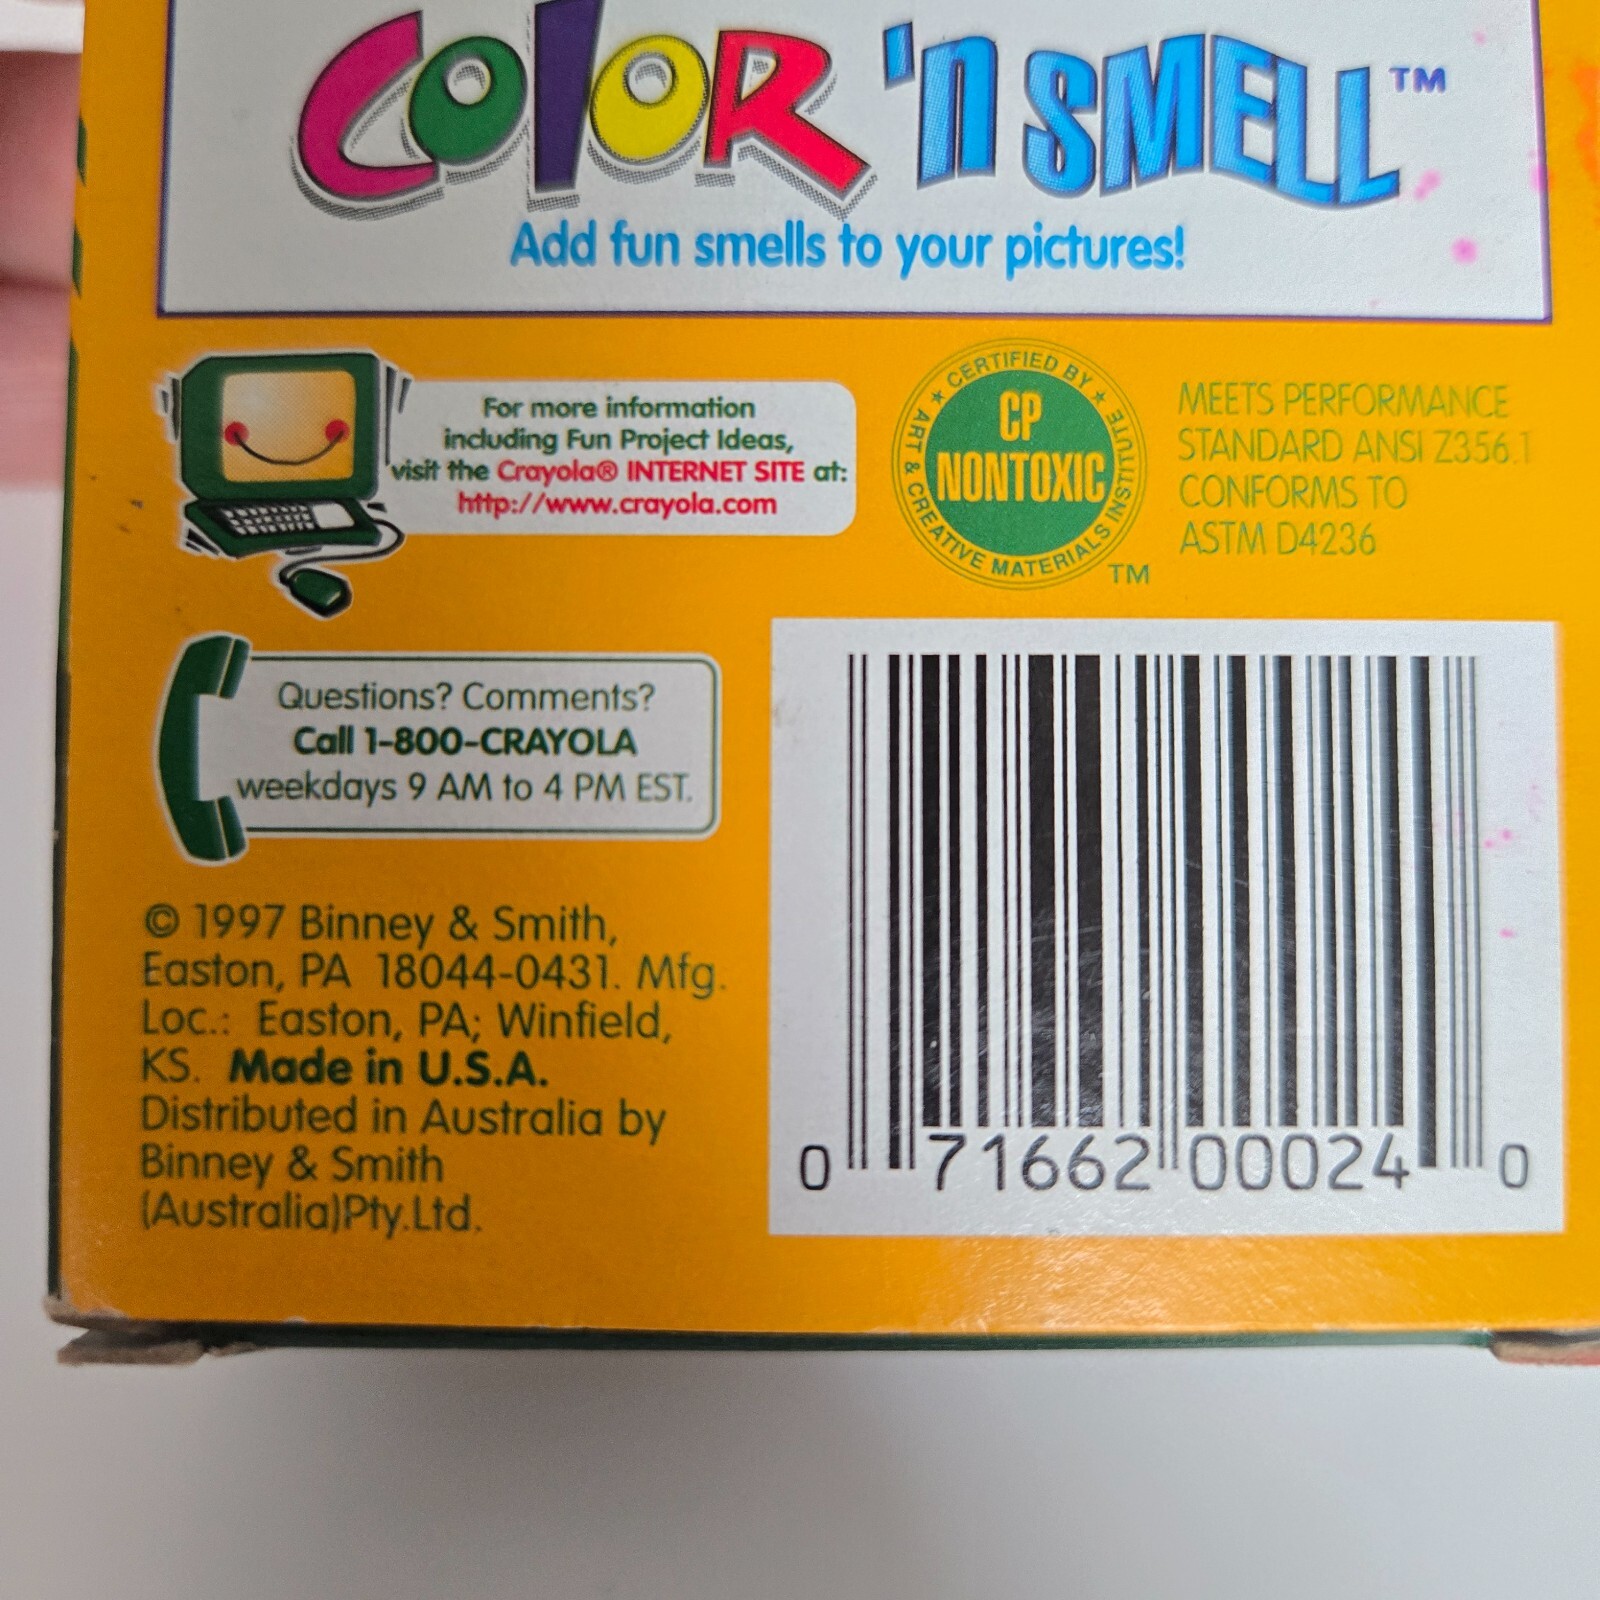 COLOR 'n SMELL™
Add fun smells to your pictures!
For more information
including Fun Project Ideas,
visit the Crayola® INTERNET SITE at:
http://www.crayola.com
CERTIFIED BY
ART & CREATIVE MATERIALS INSTITUTE
CP
NONTOXIC
TM
MEETS PERFORMANCE
STANDARD ANSI Z356.1
CONFORMS TO
ASTM D4236
Questions? Comments?
Call 1-800-CRAYOLA
weekdays 9 AM to 4 PM EST.
© 1997 Binney & Smith,
Easton, PA 18044-0431. Mfg.
Loc.: Easton, PA; Winfield,
KS. Made in U.S.A.
Distributed in Australia by
Binney & Smith
(Australia)Pty.Ltd.
0 71662 00024 0